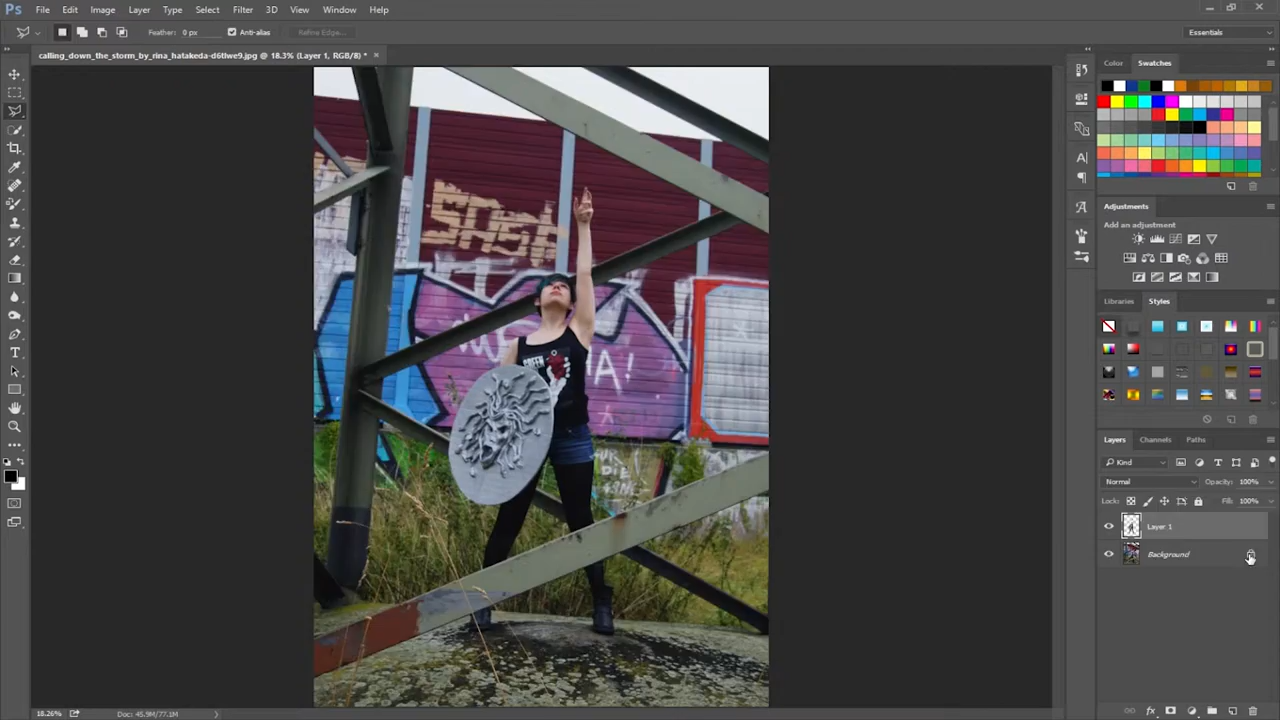 Ps File Edit Image Layer Type Select Filter 3D View Window Help
Feather: 0 px Anti-alias Refine Edge... Essentials
calling_down_the_storm_by_rina_hatakeda-d6tlwe9.jpg @ 18.3% (Layer 1, RGB/8) *
Color Swatches
Adjustments
Add an adjustment
Libraries Styles
GREEN
A!
UR
DIE
Layers Channels Paths
Kind
Normal Opacity: 100%
Lock: Fill: 100%
Layer 1
Background
18.26% Doc: 45.9M/77.1M